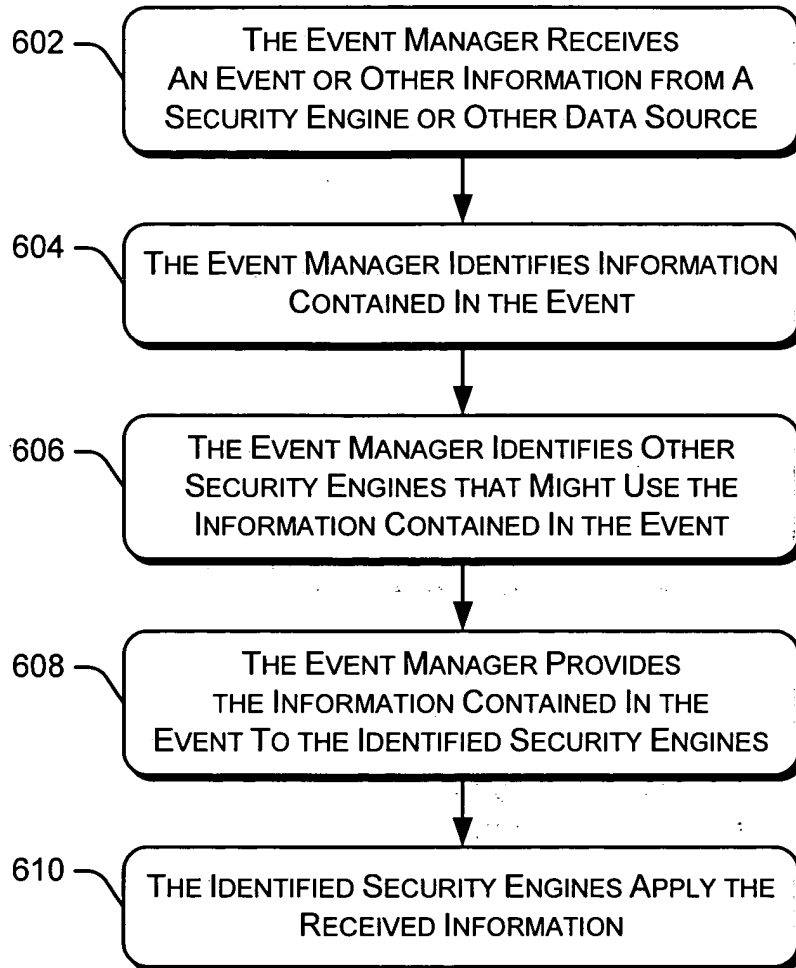 602
THE EVENT MANAGER RECEIVES
AN EVENT OR OTHER INFORMATION FROM A
SECURITY ENGINE OR OTHER DATA SOURCE
604
THE EVENT MANAGER IDENTIFIES INFORMATION
CONTAINED IN THE EVENT
606
THE EVENT MANAGER IDENTIFIES OTHER
SECURITY ENGINES THAT MIGHT USE THE
INFORMATION CONTAINED IN THE EVENT
608
THE EVENT MANAGER PROVIDES
THE INFORMATION CONTAINED IN THE
EVENT TO THE IDENTIFIED SECURITY ENGINES
610
THE IDENTIFIED SECURITY ENGINES APPLY THE
RECEIVED INFORMATION